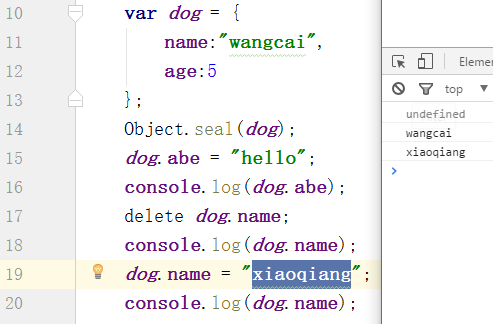 10 var dog = {
11 name:"wangcai",
12 age:5
13 };
14 Object.seal(dog);
15 dog.abe = "hello";
16 console.log(dog.abe);
17 delete dog.name;
18 console.log(dog.name);
19 dog.name = "xiaoqiang";
20 console.log(dog.name);
Elemen
top
undefined
wangcai
xiaoqiang